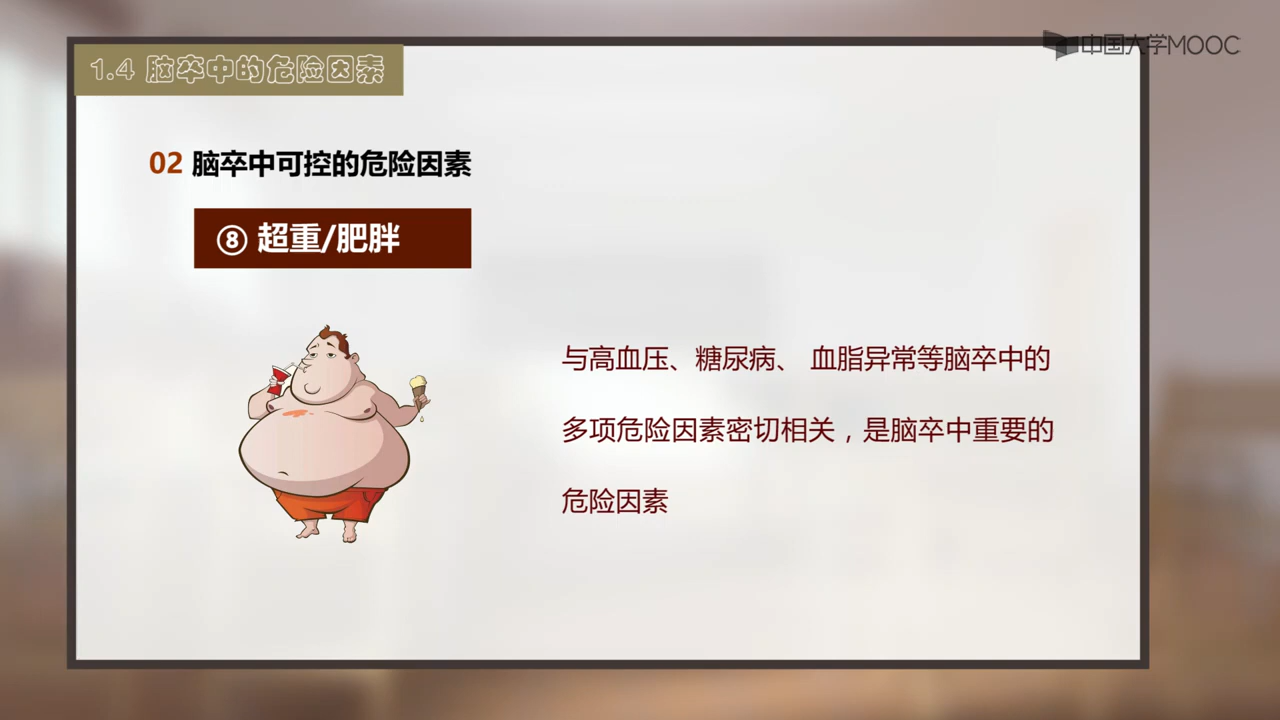 中国大学MOOC
1.4 脑卒中的危险因素
02 脑卒中可控的危险因素
⑧ 超重/肥胖
与高血压、糖尿病、 血脂异常等脑卒中的
多项危险因素密切相关，是脑卒中重要的
危险因素